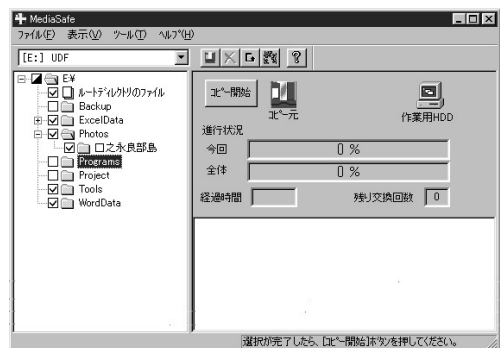 MediaSafe
ファイル(F) 表示(V) ツール(T) ヘルプ(H)
[E:] UDF
E¥
ルートディレクトリのファイル
Backup
ExcelData
Photos
口之永良部島
Programs
Project
Tools
WordData
コピー開始
コピー元
作業用HDD
進行状況
今回 0 %
全体 0 %
経過時間
残り交換回数 0
選択が完了したら、[コピー開始]ボタンを押してください。